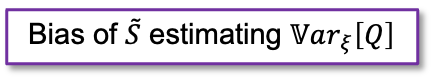 Bias of S̃ estimating 𝕍ar_ξ[Q]